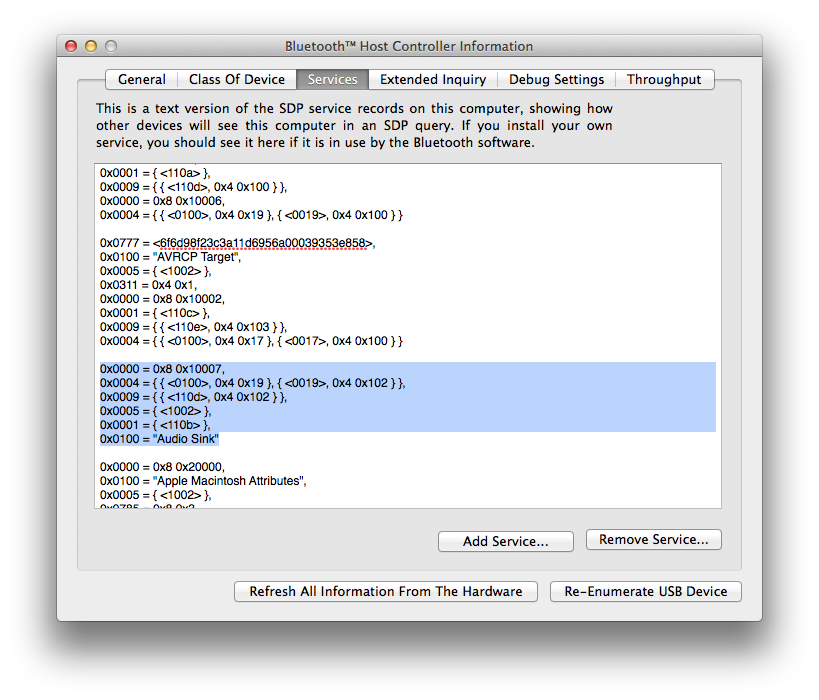 Bluetooth™ Host Controller Information
General Class Of Device Services Extended Inquiry Debug Settings Throughput
This is a text version of the SDP service records on this computer, showing how
other devices will see this computer in an SDP query. If you install your own
service, you should see it here if it is in use by the Bluetooth software.
0x0001 = { <110a> },
0x0009 = { { <110d>, 0x4 0x100 } },
0x0000 = 0x8 0x10006,
0x0004 = { { <0100>, 0x4 0x19 }, { <0019>, 0x4 0x100 } }
0x0777 = <6f6d98f23c3a11d6956a00039353e858>,
0x0100 = "AVRCP Target",
0x0005 = { <1002> },
0x0311 = 0x4 0x1,
0x0000 = 0x8 0x10002,
0x0001 = { <110c> },
0x0009 = { { <110e>, 0x4 0x103 } },
0x0004 = { { <0100>, 0x4 0x17 }, { <0017>, 0x4 0x100 } }
0x0000 = 0x8 0x10007,
0x0004 = { { <0100>, 0x4 0x19 }, { <0019>, 0x4 0x102 } },
0x0009 = { { <110d>, 0x4 0x102 } },
0x0005 = { <1002> },
0x0001 = { <110b> },
0x0100 = "Audio Sink"
0x0000 = 0x8 0x20000,
0x0100 = "Apple Macintosh Attributes",
0x0005 = { <1002> },
Add Service...
Remove Service...
Refresh All Information From The Hardware
Re-Enumerate USB Device